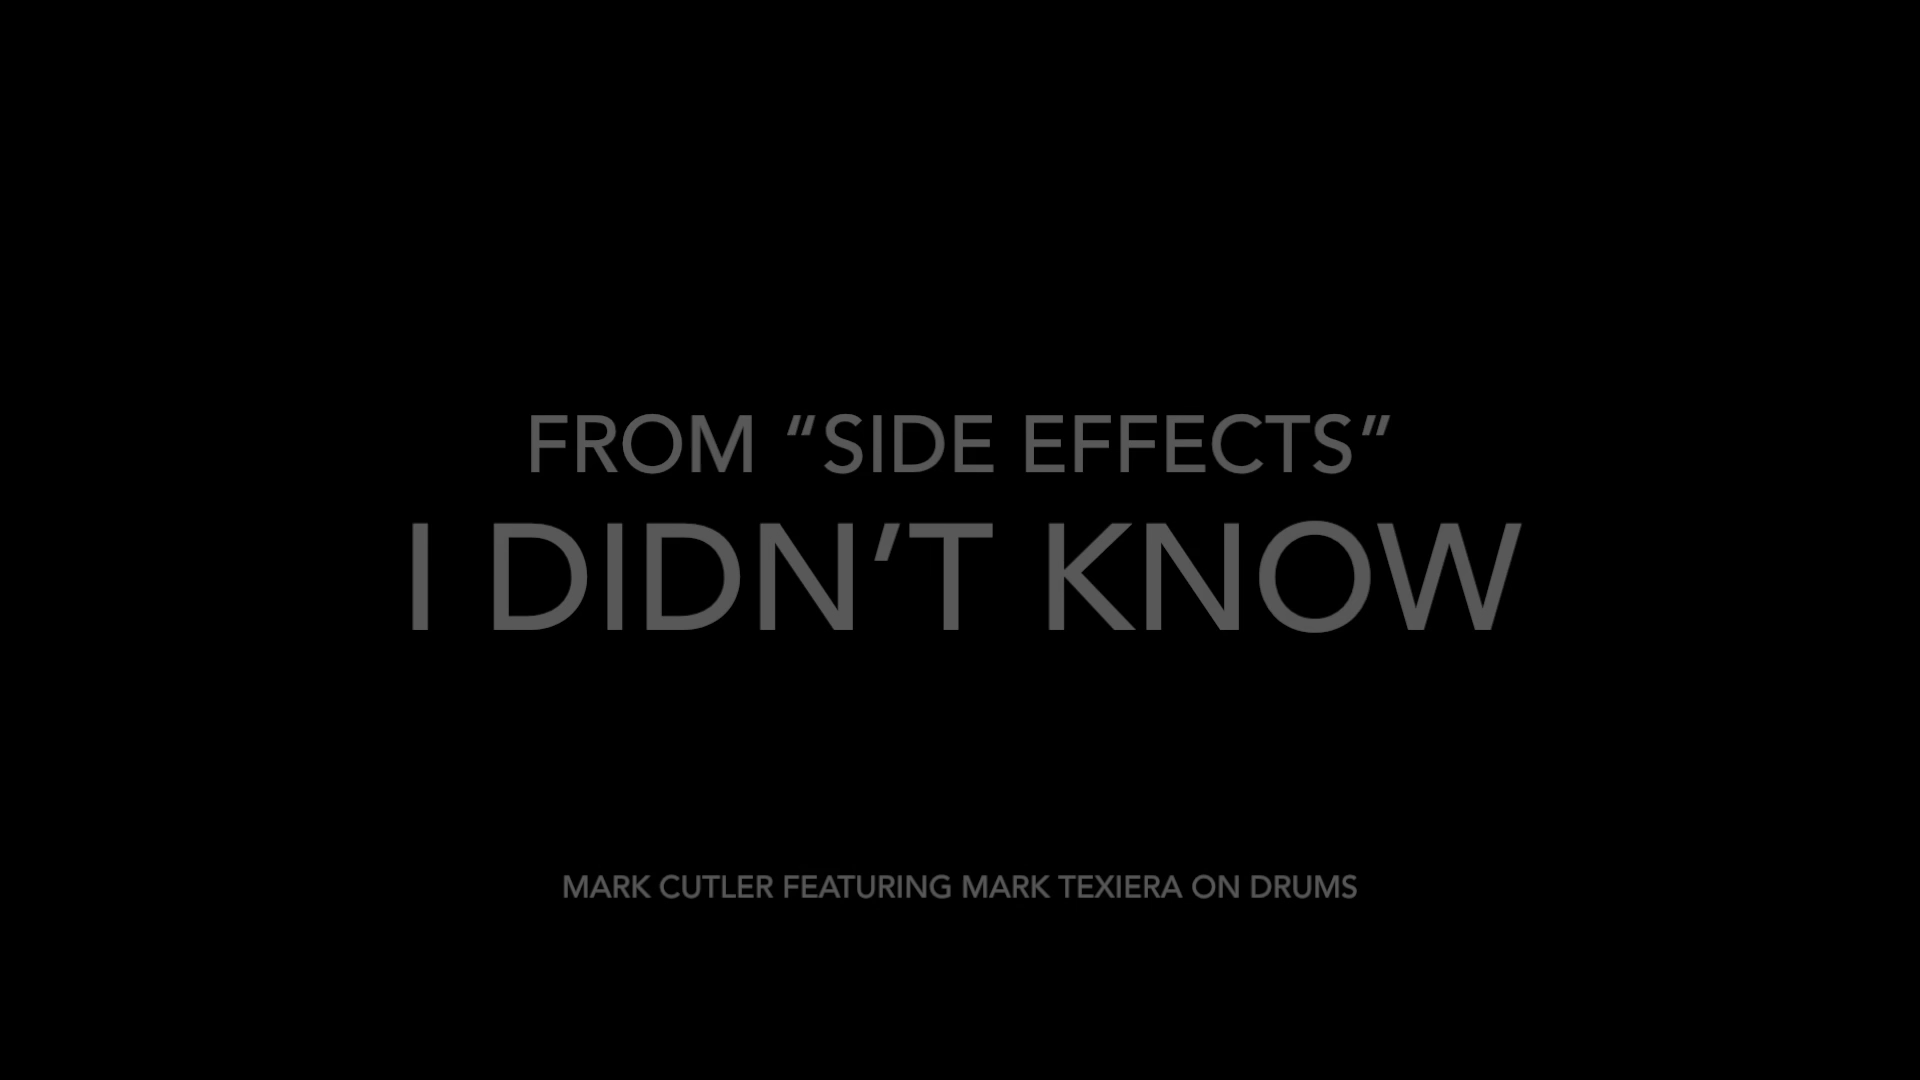 FROM “SIDE EFFECTS”
I DIDN’T KNOW
MARK CUTLER FEATURING MARK TEXIERA ON DRUMS